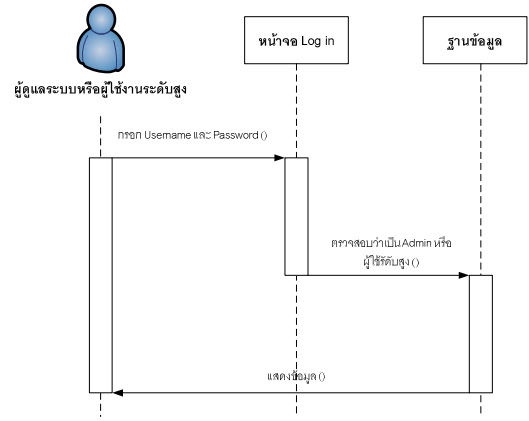 หน้าจอ Log in
ฐานข้อมูล
ผู้ดูแลระบบหรือผู้ใช้งานระดับสูง
กรอก Username และ Password ()
ตรวจสอบว่าเป็น Admin หรือ
ผู้ใช้รัดับสูง ()
แสดงข้อมูล ()